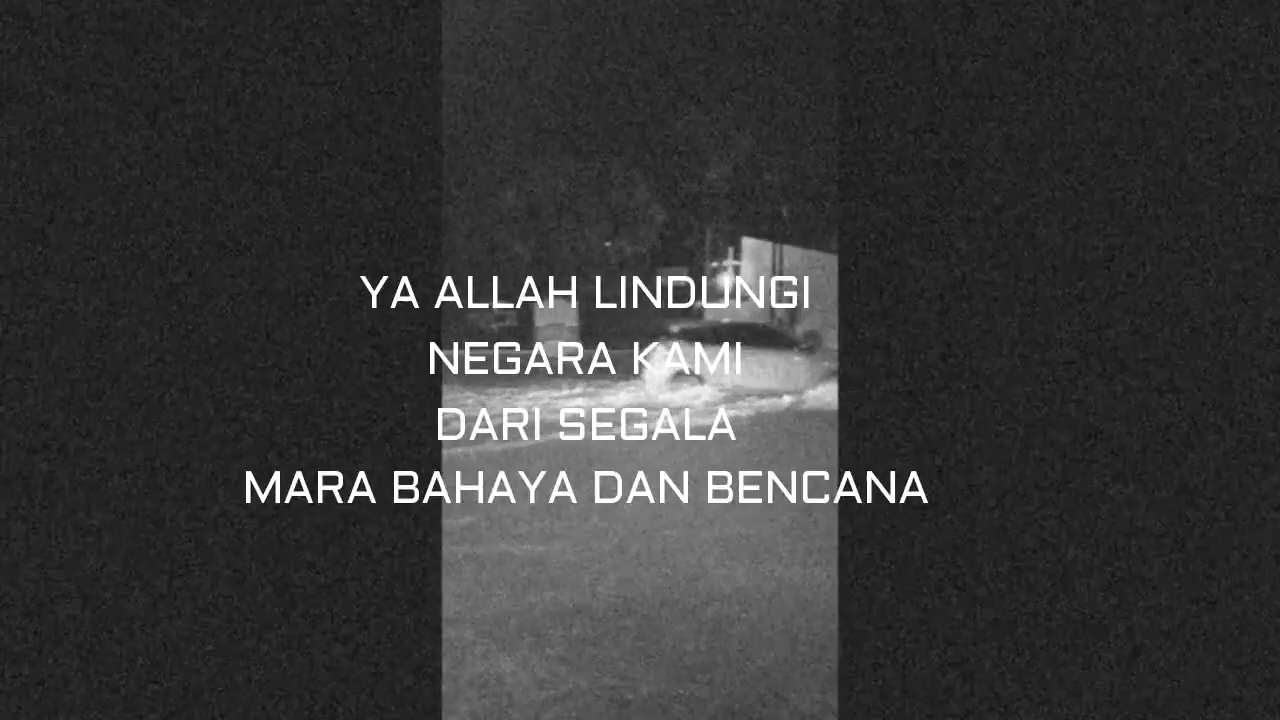 YA ALLAH LINDUNGI
NEGARA KAMI
DARI SEGALA
MARA BAHAYA DAN BENCANA